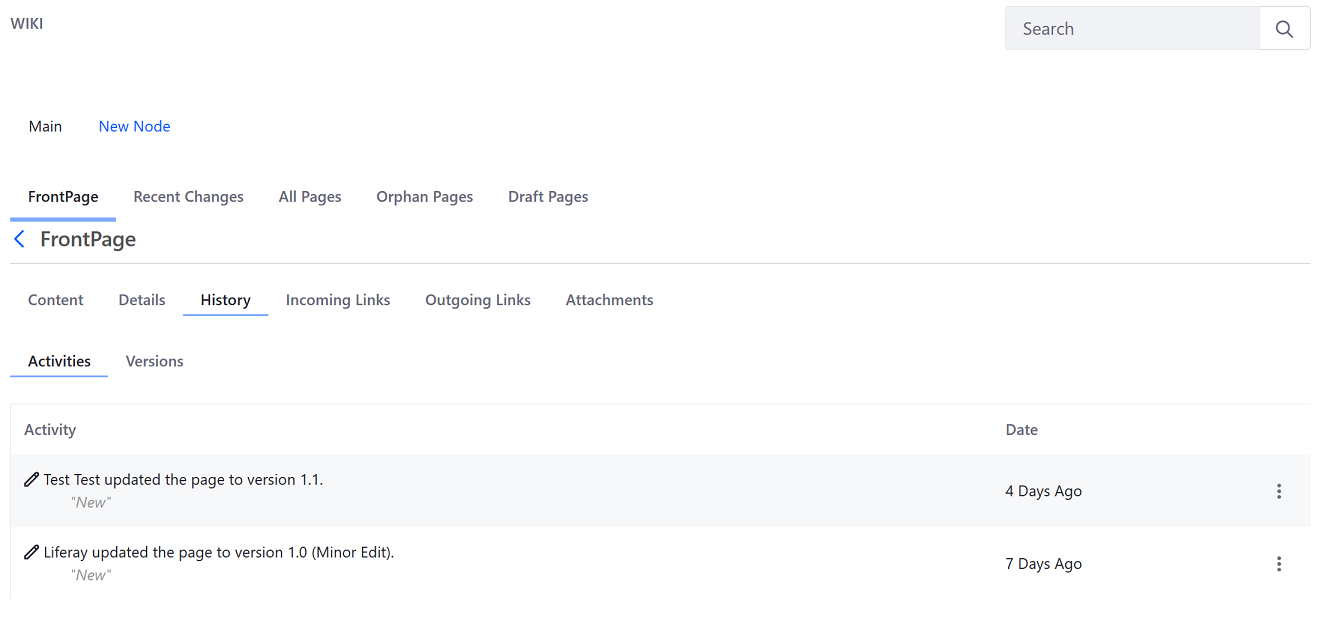 WIKI
Search
Main New Node
FrontPage Recent Changes All Pages Orphan Pages Draft Pages
FrontPage
Content Details History Incoming Links Outgoing Links Attachments
Activities Versions
Activity Date
Test Test updated the page to version 1.1.
"New"
4 Days Ago
Liferay updated the page to version 1.0 (Minor Edit).
"New"
7 Days Ago